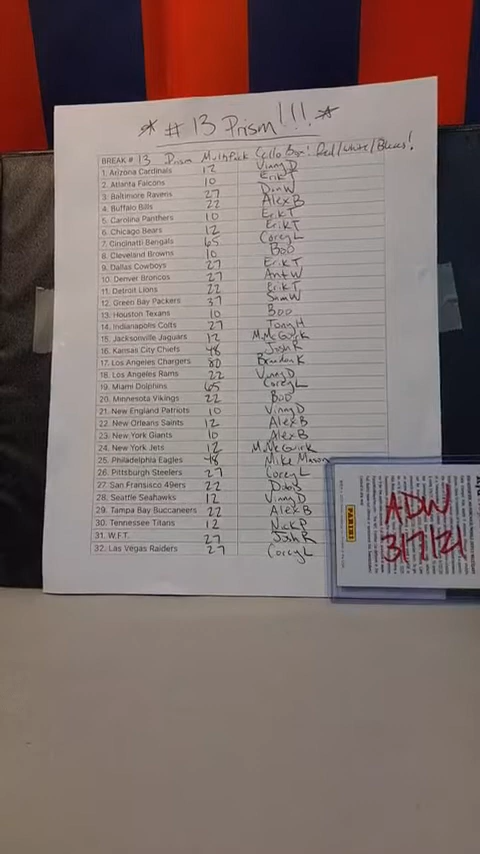 * #13 Prism!!! *
BREAK # 13 Prism Multipack Cello Box: Red/White/Blues!
1. Arizona Cardinals 12 Vinny D
2. Atlanta Falcons 10 Erik T
3. Baltimore Ravens 27 Dan W
4. Buffalo Bills 22 Alex B
5. Carolina Panthers 10 Erik T
6. Chicago Bears 12 Erik T
7. Cincinatti Bengals 65 Corey L
8. Cleveland Browns 10 BoD
9. Dallas Cowboys 27 Erik T
10. Denver Broncos 27 Ant W
11. Detroit Lions 22 Erik T
12. Green Bay Packers 37 Sam W
13. Houston Texans 10 BoD
14. Indianapolis Colts 27 Tony H
15. Jacksonville Jaguars 12 M.McGuirk
16. Kansas City Chiefs 48 Josh R
17. Los Angeles Chargers 80 Brandon K
18. Los Angeles Rams 22 Vinny D
19. Miami Dolphins 65 Corey L
20. Minnesota Vikings 22 BoD
21. New England Patriots 10 Vinny D
22. New Orleans Saints 12 Alex B
23. New York Giants 10 Alex B
24. New York Jets 12 M.McGuirk
25. Philadelphia Eagles 48 Mike Mason
26. Pittsburgh Steelers 27 Corey L
27. San Fransisco 49ers 22
28. Seattle Seahawks 12 Vinny D
29. Tampa Bay Buccaneers 22 Alex B
30. Tennessee Titans 12 Nick P
31. W.F.T. 27 Josh R
32. Las Vegas Raiders 27 Corey L
PANINI
ADW
3/7/21